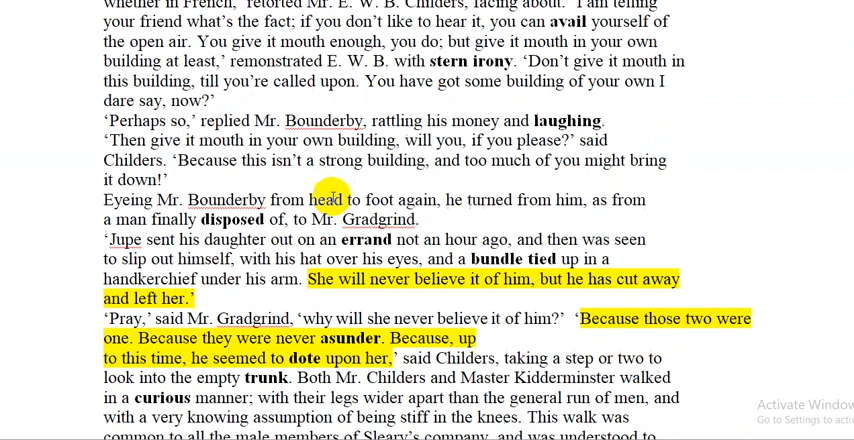 whether in French,' retorted Mr. E. W. B. Childers, facing about. 'I am telling
your friend what's the fact; if you don't like to hear it, you can avail yourself of
the open air. You give it mouth enough, you do; but give it mouth in your own
building at least,' remonstrated E. W. B. with stern irony. 'Don't give it mouth in
this building, till you're called upon. You have got some building of your own I
dare say, now?'
'Perhaps so,' replied Mr. Bounderby, rattling his money and laughing.
'Then give it mouth in your own building, will you, if you please?' said
Childers. 'Because this isn't a strong building, and too much of you might bring
it down!'
Eyeing Mr. Bounderby from head to foot again, he turned from him, as from
a man finally disposed of, to Mr. Gradgrind.
'Jupe sent his daughter out on an errand not an hour ago, and then was seen
to slip out himself, with his hat over his eyes, and a bundle tied up in a
handkerchief under his arm. She will never believe it of him, but he has cut away
and left her.'
'Pray,' said Mr. Gradgrind, 'why will she never believe it of him?' 'Because those two were
one. Because they were never asunder. Because, up
to this time, he seemed to dote upon her,' said Childers, taking a step or two to
look into the empty trunk. Both Mr. Childers and Master Kidderminster walked
in a curious manner; with their legs wider apart than the general run of men, and
with a very knowing assumption of being stiff in the knees. This walk was
common to all the male members of Sleary's company, and was understood to
Activate Window
Go to Settings to activ